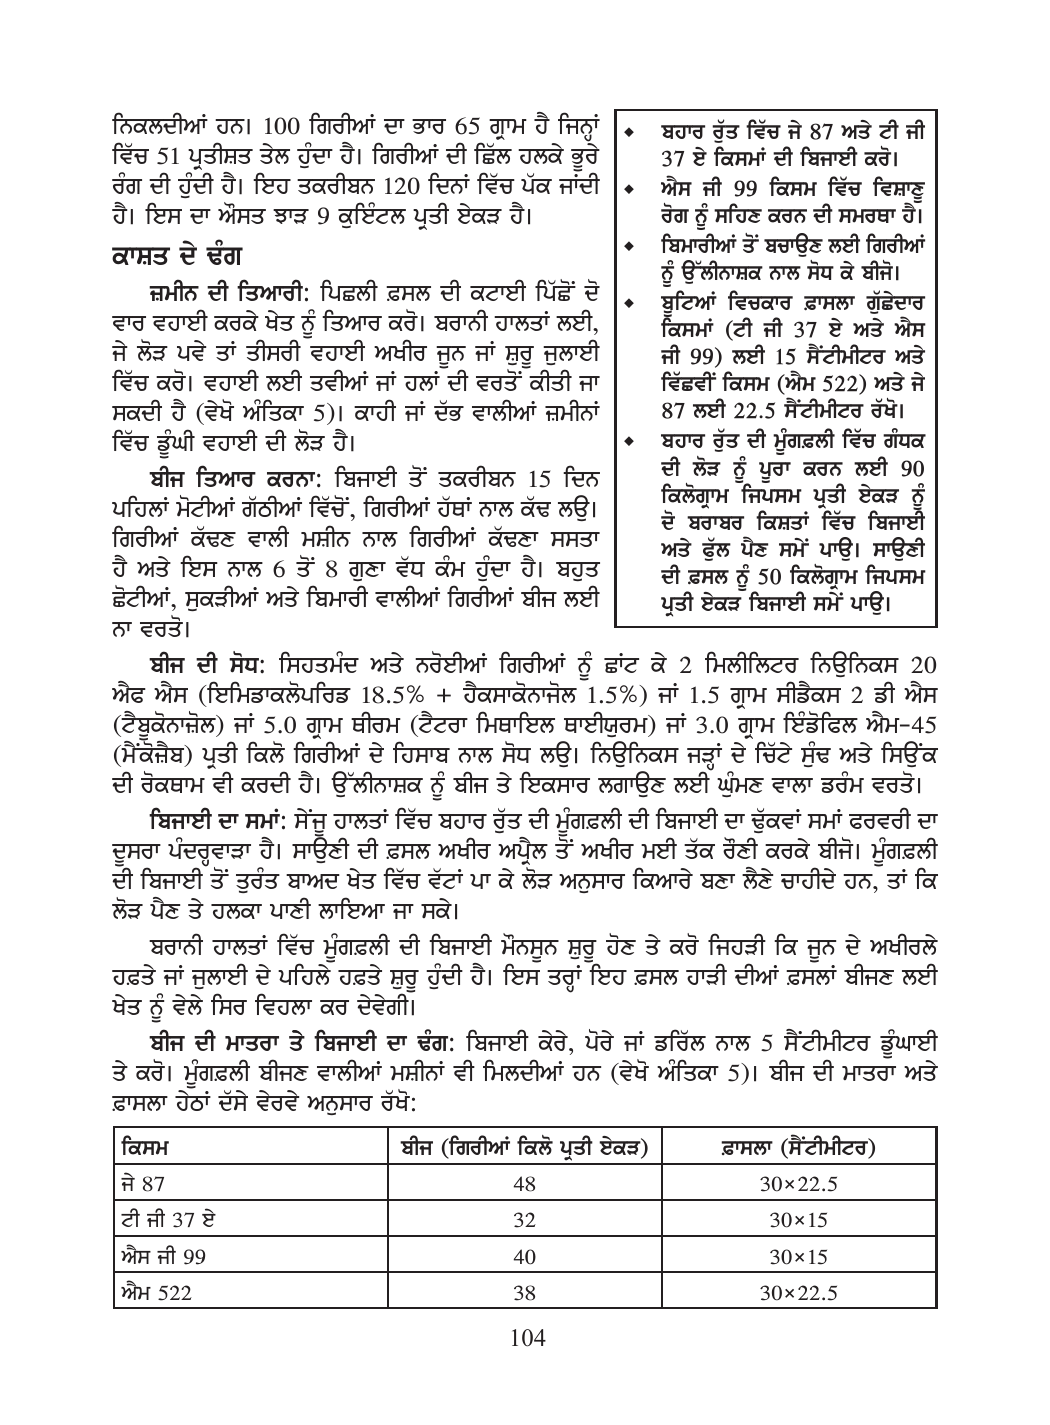 ਨਿਕਲਦੀਆਂ ਹਨ। 100 ਗਿਰੀਆਂ ਦਾ ਭਾਰ 65 ਗ੍ਰਾਮ ਹੈ ਜਿਨ੍ਹਾਂ
ਵਿੱਚ 51 ਪ੍ਰਤੀਸ਼ਤ ਤੇਲ ਹੁੰਦਾ ਹੈ। ਗਿਰੀਆਂ ਦੀ ਛਿੱਲ ਹਲਕੇ ਭੂਰੇ
ਰੰਗ ਦੀ ਹੁੰਦੀ ਹੈ। ਇਹ ਤਕਰੀਬਨ 120 ਦਿਨਾਂ ਵਿੱਚ ਪੱਕ ਜਾਂਦੀ
ਹੈ। ਇਸ ਦਾ ਔਸਤ ਝਾੜ 9 ਕੁਇੰਟਲ ਪ੍ਰਤੀ ਏਕੜ ਹੈ।
ਕਾਸ਼ਤ ਦੇ ਢੰਗ
ਜ਼ਮੀਨ ਦੀ ਤਿਆਰੀ: ਪਿਛਲੀ ਫ਼ਸਲ ਦੀ ਕਟਾਈ ਪਿੱਛੋਂ ਦੋ
ਵਾਰ ਵਹਾਈ ਕਰਕੇ ਖੇਤ ਨੂੰ ਤਿਆਰ ਕਰੋ। ਬਰਾਨੀ ਹਾਲਤਾਂ ਲਈ,
ਜੇ ਲੋੜ ਪਵੇ ਤਾਂ ਤੀਸਰੀ ਵਹਾਈ ਅਖੀਰ ਜੂਨ ਜਾਂ ਸ਼ੁਰੂ ਜੁਲਾਈ
ਵਿੱਚ ਕਰੋ। ਵਹਾਈ ਲਈ ਤਵੀਆਂ ਜਾਂ ਹਲਾਂ ਦੀ ਵਰਤੋਂ ਕੀਤੀ ਜਾ
ਸਕਦੀ ਹੈ (ਵੇਖੋ ਅੰਤਿਕਾ 5)। ਕਾਹੀ ਜਾਂ ਦੱਭ ਵਾਲੀਆਂ ਜ਼ਮੀਨਾਂ
ਵਿੱਚ ਡੂੰਘੀ ਵਹਾਈ ਦੀ ਲੋੜ ਹੈ।
ਬੀਜ ਤਿਆਰ ਕਰਨਾ: ਬਿਜਾਈ ਤੋਂ ਤਕਰੀਬਨ 15 ਦਿਨ
ਪਹਿਲਾਂ ਮੋਟੀਆਂ ਗੱਠੀਆਂ ਵਿੱਚੋਂ, ਗਿਰੀਆਂ ਹੱਥਾਂ ਨਾਲ ਕੱਢ ਲਉ।
ਗਿਰੀਆਂ ਕੱਢਣ ਵਾਲੀ ਮਸ਼ੀਨ ਨਾਲ ਗਿਰੀਆਂ ਕੱਢਣਾ ਸਸਤਾ
ਹੈ ਅਤੇ ਇਸ ਨਾਲ 6 ਤੋਂ 8 ਗੁਣਾ ਵੱਧ ਕੰਮ ਹੁੰਦਾ ਹੈ। ਬਹੁਤ
ਛੋਟੀਆਂ, ਸੁਕੜੀਆਂ ਅਤੇ ਬਿਮਾਰੀ ਵਾਲੀਆਂ ਗਿਰੀਆਂ ਬੀਜ ਲਈ
ਨਾ ਵਰਤੋ।
◆ ਬਹਾਰ ਰੁੱਤ ਵਿੱਚ ਜੇ 87 ਅਤੇ ਟੀ ਜੀ
37 ਏ ਕਿਸਮਾਂ ਦੀ ਬਿਜਾਈ ਕਰੋ।
◆ ਐਸ ਜੀ 99 ਕਿਸਮ ਵਿੱਚ ਵਿਸ਼ਾਣੂ
ਰੋਗ ਨੂੰ ਸਹਿਣ ਕਰਨ ਦੀ ਸਮਰਥਾ ਹੈ।
◆ ਬਿਮਾਰੀਆਂ ਤੋਂ ਬਚਾਉਣ ਲਈ ਗਿਰੀਆਂ
ਨੂੰ ਉੱਲੀਨਾਸ਼ਕ ਨਾਲ ਸੋਧ ਕੇ ਬੀਜੋ।
◆ ਬੂਟਿਆਂ ਵਿਚਕਾਰ ਫ਼ਾਸਲਾ ਗੁੱਛੇਦਾਰ
ਕਿਸਮਾਂ (ਟੀ ਜੀ 37 ਏ ਅਤੇ ਐਸ
ਜੀ 99) ਲਈ 15 ਸੈਂਟੀਮੀਟਰ ਅਤੇ
ਵਿੱਛਵੀਂ ਕਿਸਮ (ਐਮ 522) ਅਤੇ ਜੇ
87 ਲਈ 22.5 ਸੈਂਟੀਮੀਟਰ ਰੱਖੋ।
◆ ਬਹਾਰ ਰੁੱਤ ਦੀ ਮੂੰਗਫ਼ਲੀ ਵਿੱਚ ਗੰਧਕ
ਦੀ ਲੋੜ ਨੂੰ ਪੂਰਾ ਕਰਨ ਲਈ 90
ਕਿਲੋਗ੍ਰਾਮ ਜਿਪਸਮ ਪ੍ਰਤੀ ਏਕੜ ਨੂੰ
ਦੋ ਬਰਾਬਰ ਕਿਸ਼ਤਾਂ ਵਿੱਚ ਬਿਜਾਈ
ਅਤੇ ਫੁੱਲ ਪੈਣ ਸਮੇਂ ਪਾਉ। ਸਾਉਣੀ
ਦੀ ਫ਼ਸਲ ਨੂੰ 50 ਕਿਲੋਗ੍ਰਾਮ ਜਿਪਸਮ
ਪ੍ਰਤੀ ਏਕੜ ਬਿਜਾਈ ਸਮੇਂ ਪਾਉ।
ਬੀਜ ਦੀ ਸੋਧ: ਸਿਹਤਮੰਦ ਅਤੇ ਨਰੋਈਆਂ ਗਿਰੀਆਂ ਨੂੰ ਛਾਂਟ ਕੇ 2 ਮਿਲੀਲਿਟਰ ਨਿਉਨਿਕਸ 20
ਐਫ ਐਸ (ਇਮਿਡਾਕਲੋਪਰਿਡ 18.5% + ਹੈਕਸਾਕੋਨਾਜੋਲ 1.5%) ਜਾਂ 1.5 ਗ੍ਰਾਮ ਸੀਡੈਕਸ 2 ਡੀ ਐਸ
(ਟੈਬੂਕੋਨਾਜ਼ੋਲ) ਜਾਂ 5.0 ਗ੍ਰਾਮ ਥੀਰਮ (ਟੈਟਰਾ ਮਿਥਾਇਲ ਥਾਈਯੁਰਮ) ਜਾਂ 3.0 ਗ੍ਰਾਮ ਇੰਡੋਫਿਲ ਐਮ-45
(ਮੈਂਕੋਜ਼ੈਬ) ਪ੍ਰਤੀ ਕਿਲੋ ਗਿਰੀਆਂ ਦੇ ਹਿਸਾਬ ਨਾਲ ਸੋਧ ਲਉ। ਨਿਉਨਿਕਸ ਜੜ੍ਹਾਂ ਦੇ ਚਿੱਟੇ ਸੁੰਢ ਅਤੇ ਸਿਉਂਕ
ਦੀ ਰੋਕਥਾਮ ਵੀ ਕਰਦੀ ਹੈ। ਉੱਲੀਨਾਸ਼ਕ ਨੂੰ ਬੀਜ ਤੇ ਇਕਸਾਰ ਲਗਾਉਣ ਲਈ ਘੁੰਮਣ ਵਾਲਾ ਡਰੰਮ ਵਰਤੋ।
ਬਿਜਾਈ ਦਾ ਸਮਾਂ: ਸੇਂਜੂ ਹਾਲਤਾਂ ਵਿੱਚ ਬਹਾਰ ਰੁੱਤ ਦੀ ਮੂੰਗਫ਼ਲੀ ਦੀ ਬਿਜਾਈ ਦਾ ਢੁੱਕਵਾਂ ਸਮਾਂ ਫਰਵਰੀ ਦਾ
ਦੂਸਰਾ ਪੰਦਰ੍ਹਵਾੜਾ ਹੈ। ਸਾਉਣੀ ਦੀ ਫਸਲ ਅਖੀਰ ਅਪ੍ਰੈਲ ਤੋਂ ਅਖੀਰ ਮਈ ਤੱਕ ਰੌਣੀ ਕਰਕੇ ਬੀਜੋ। ਮੂੰਗਫ਼ਲੀ
ਦੀ ਬਿਜਾਈ ਤੋਂ ਤੁਰੰਤ ਬਾਅਦ ਖੇਤ ਵਿੱਚ ਵੱਟਾਂ ਪਾ ਕੇ ਲੋੜ ਅਨੁਸਾਰ ਕਿਆਰੇ ਬਣਾ ਲੈਣੇ ਚਾਹੀਦੇ ਹਨ, ਤਾਂ ਕਿ
ਲੋੜ ਪੈਣ ਤੇ ਹਲਕਾ ਪਾਣੀ ਲਾਇਆ ਜਾ ਸਕੇ।
ਬਰਾਨੀ ਹਾਲਤਾਂ ਵਿੱਚ ਮੂੰਗਫ਼ਲੀ ਦੀ ਬਿਜਾਈ ਮੌਨਸੂਨ ਸ਼ੁਰੂ ਹੋਣ ਤੇ ਕਰੋ ਜਿਹੜੀ ਕਿ ਜੂਨ ਦੇ ਅਖੀਰਲੇ
ਹਫ਼ਤੇ ਜਾਂ ਜੁਲਾਈ ਦੇ ਪਹਿਲੇ ਹਫ਼ਤੇ ਸ਼ੁਰੂ ਹੁੰਦੀ ਹੈ। ਇਸ ਤਰ੍ਹਾਂ ਇਹ ਫ਼ਸਲ ਹਾੜੀ ਦੀਆਂ ਫ਼ਸਲਾਂ ਬੀਜਣ ਲਈ
ਖੇਤ ਨੂੰ ਵੇਲੇ ਸਿਰ ਵਿਹਲਾ ਕਰ ਦੇਵੇਗੀ।
ਬੀਜ ਦੀ ਮਾਤਰਾ ਤੇ ਬਿਜਾਈ ਦਾ ਢੰਗ: ਬਿਜਾਈ ਕੇਰੇ, ਪੋਰੇ ਜਾਂ ਡਰਿੱਲ ਨਾਲ 5 ਸੈਂਟੀਮੀਟਰ ਡੂੰਘਾਈ
ਤੇ ਕਰੋ। ਮੂੰਗਫ਼ਲੀ ਬੀਜਣ ਵਾਲੀਆਂ ਮਸ਼ੀਨਾਂ ਵੀ ਮਿਲਦੀਆਂ ਹਨ (ਵੇਖੋ ਅੰਤਿਕਾ 5)। ਬੀਜ ਦੀ ਮਾਤਰਾ ਅਤੇ
ਫ਼ਾਸਲਾ ਹੇਠਾਂ ਦੱਸੇ ਵੇਰਵੇ ਅਨੁਸਾਰ ਰੱਖੋ:
ਕਿਸਮ ਬੀਜ (ਗਿਰੀਆਂ ਕਿਲੋ ਪ੍ਰਤੀ ਏਕੜ) ਫ਼ਾਸਲਾ (ਸੈਂਟੀਮੀਟਰ)
ਜੇ 87 48 30×22.5
ਟੀ ਜੀ 37 ਏ 32 30×15
ਐਸ ਜੀ 99 40 30×15
ਐਮ 522 38 30×22.5
104